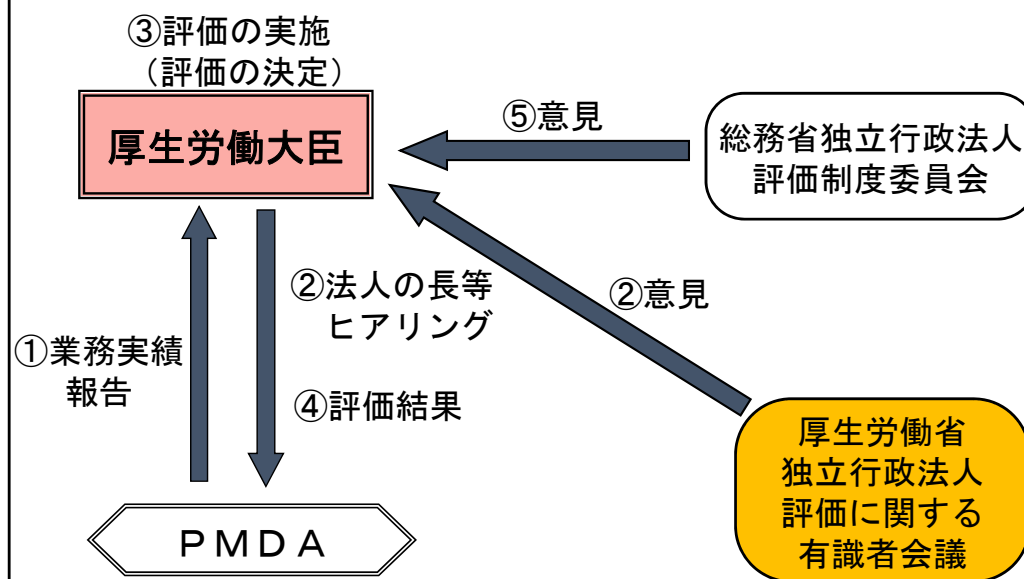 ③評価の実施
（評価の決定）
厚生労働大臣
⑤意見
総務省独立行政法人
評価制度委員会
②法人の長等
ヒアリング
②意見
①業務実績
報告
④評価結果
厚生労働省
独立行政法人
評価に関する
有識者会議
ＰＭＤＡ